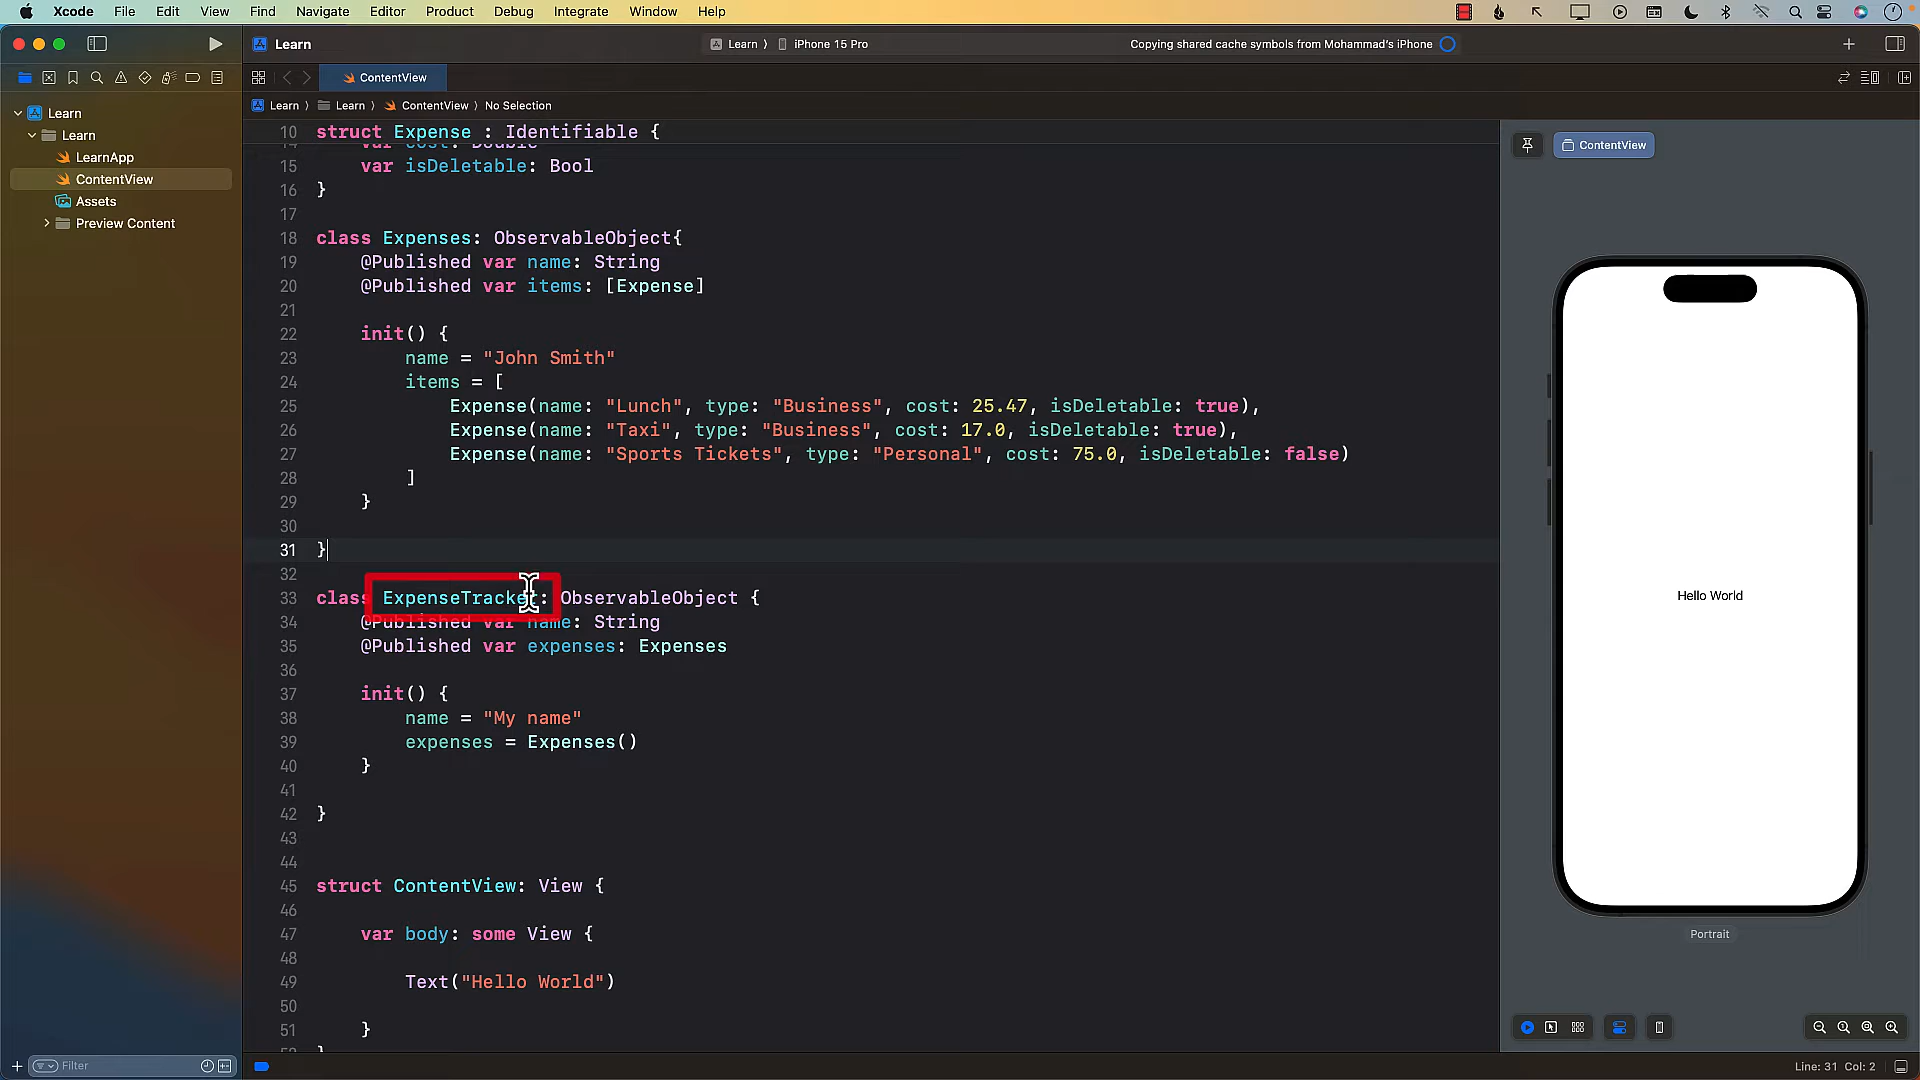 Xcode File Edit View Find Navigate Editor Product Debug Integrate Window Help
Learn
Learn iPhone 15 Pro
Copying shared cache symbols from Mohammad's iPhone
ContentView
Learn Learn ContentView No Selection
Learn
Learn
LearnApp
ContentView
Assets
Preview Content
10 struct Expense : Identifiable {
14 var cost: Double
15 var isDeletable: Bool
16 }
17
18 class Expenses: ObservableObject{
19 @Published var name: String
20 @Published var items: [Expense]
21
22 init() {
23 name = "John Smith"
24 items = [
25 Expense(name: "Lunch", type: "Business", cost: 25.47, isDeletable: true),
26 Expense(name: "Taxi", type: "Business", cost: 17.0, isDeletable: true),
27 Expense(name: "Sports Tickets", type: "Personal", cost: 75.0, isDeletable: false)
28 ]
29 }
30
31 }
32
33 class ExpenseTracker: ObservableObject {
34 @Published var name: String
35 @Published var expenses: Expenses
36
37 init() {
38 name = "My name"
39 expenses = Expenses()
40 }
41
42 }
43
44
45 struct ContentView: View {
46
47 var body: some View {
48
49 Text("Hello World")
50
51 }
ContentView
Hello World
Portrait
Filter
Line: 31 Col: 2